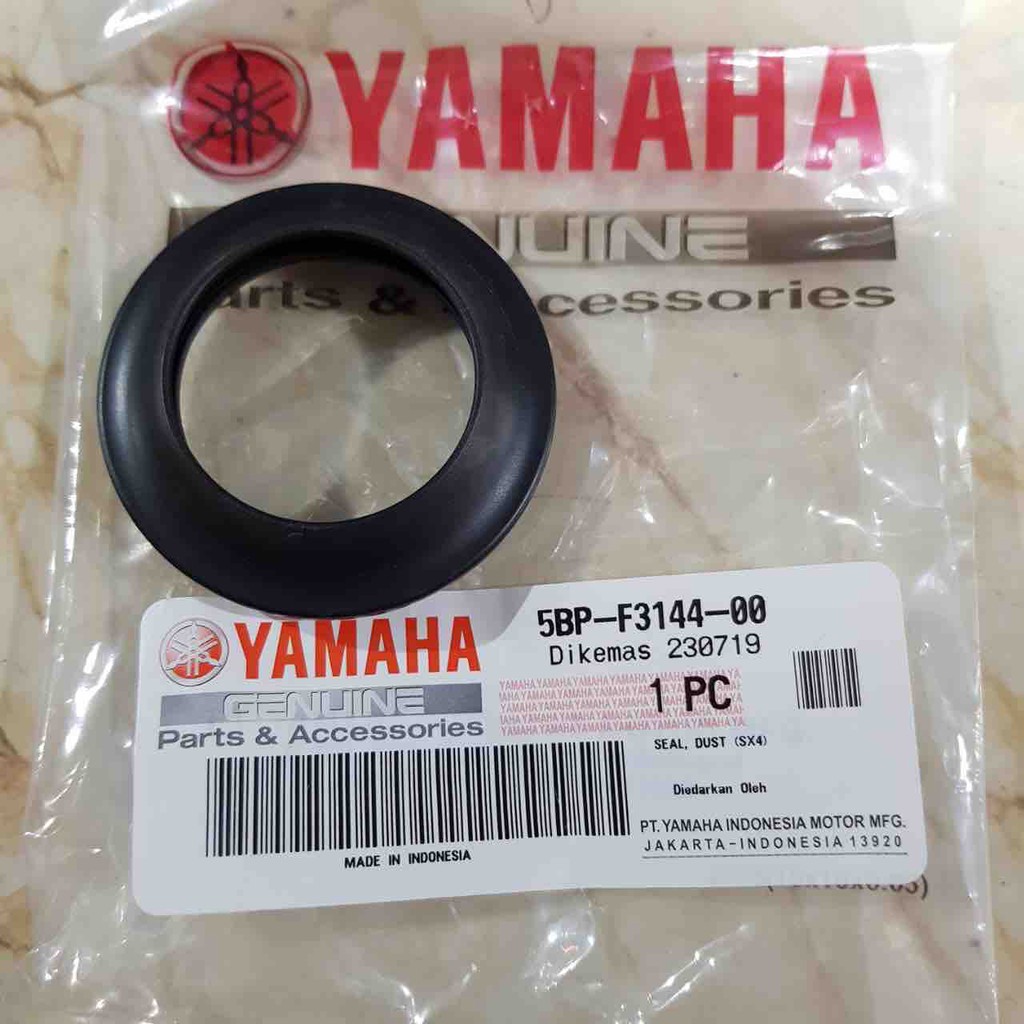 YAMAHA
Parts & Accessories
5BP-F3144-00
Dikemas 230719
YAMAHA
GENUINE
Parts & Accessories
1 PC
SEAL, DUST (SX4)
Diedarkan Oleh
PT. YAMAHA INDONESIA MOTOR MFG.
JAKARTA-INDONESIA 13920
MADE IN INDONESIA